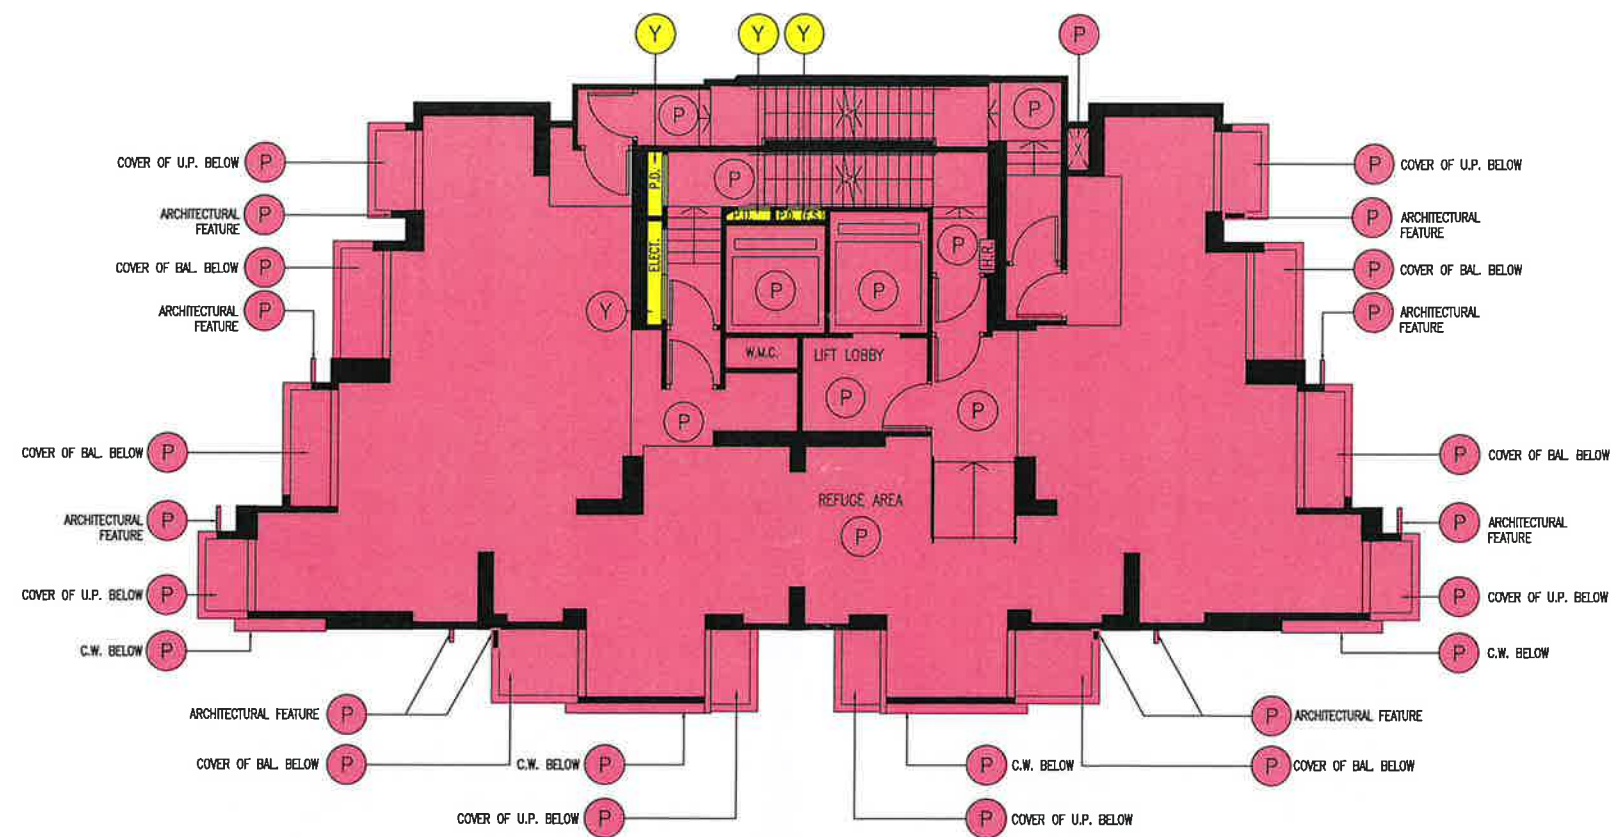 Y
Y
Y
P
P
P
P
P.D.
P.D.
P.D. (F.S)
ELECT.
H.R.
P
P
P
Y
W.M.C.
LIFT LOBBY
P
P
P
REFUGE AREA
P
COVER OF U.P. BELOW
P
ARCHITECTURAL
FEATURE
P
COVER OF BAL. BELOW
P
ARCHITECTURAL
FEATURE
P
COVER OF BAL. BELOW
P
ARCHITECTURAL
FEATURE
P
COVER OF U.P. BELOW
P
C.W. BELOW
P
ARCHITECTURAL FEATURE
P
COVER OF BAL. BELOW
P
C.W. BELOW
P
COVER OF U.P. BELOW
P
P
COVER OF U.P. BELOW
P
ARCHITECTURAL
FEATURE
P
COVER OF BAL. BELOW
P
ARCHITECTURAL
FEATURE
P
COVER OF BAL. BELOW
P
ARCHITECTURAL
FEATURE
P
COVER OF U.P. BELOW
P
C.W. BELOW
P
ARCHITECTURAL FEATURE
P
COVER OF BAL. BELOW
P
C.W. BELOW
P
COVER OF U.P. BELOW